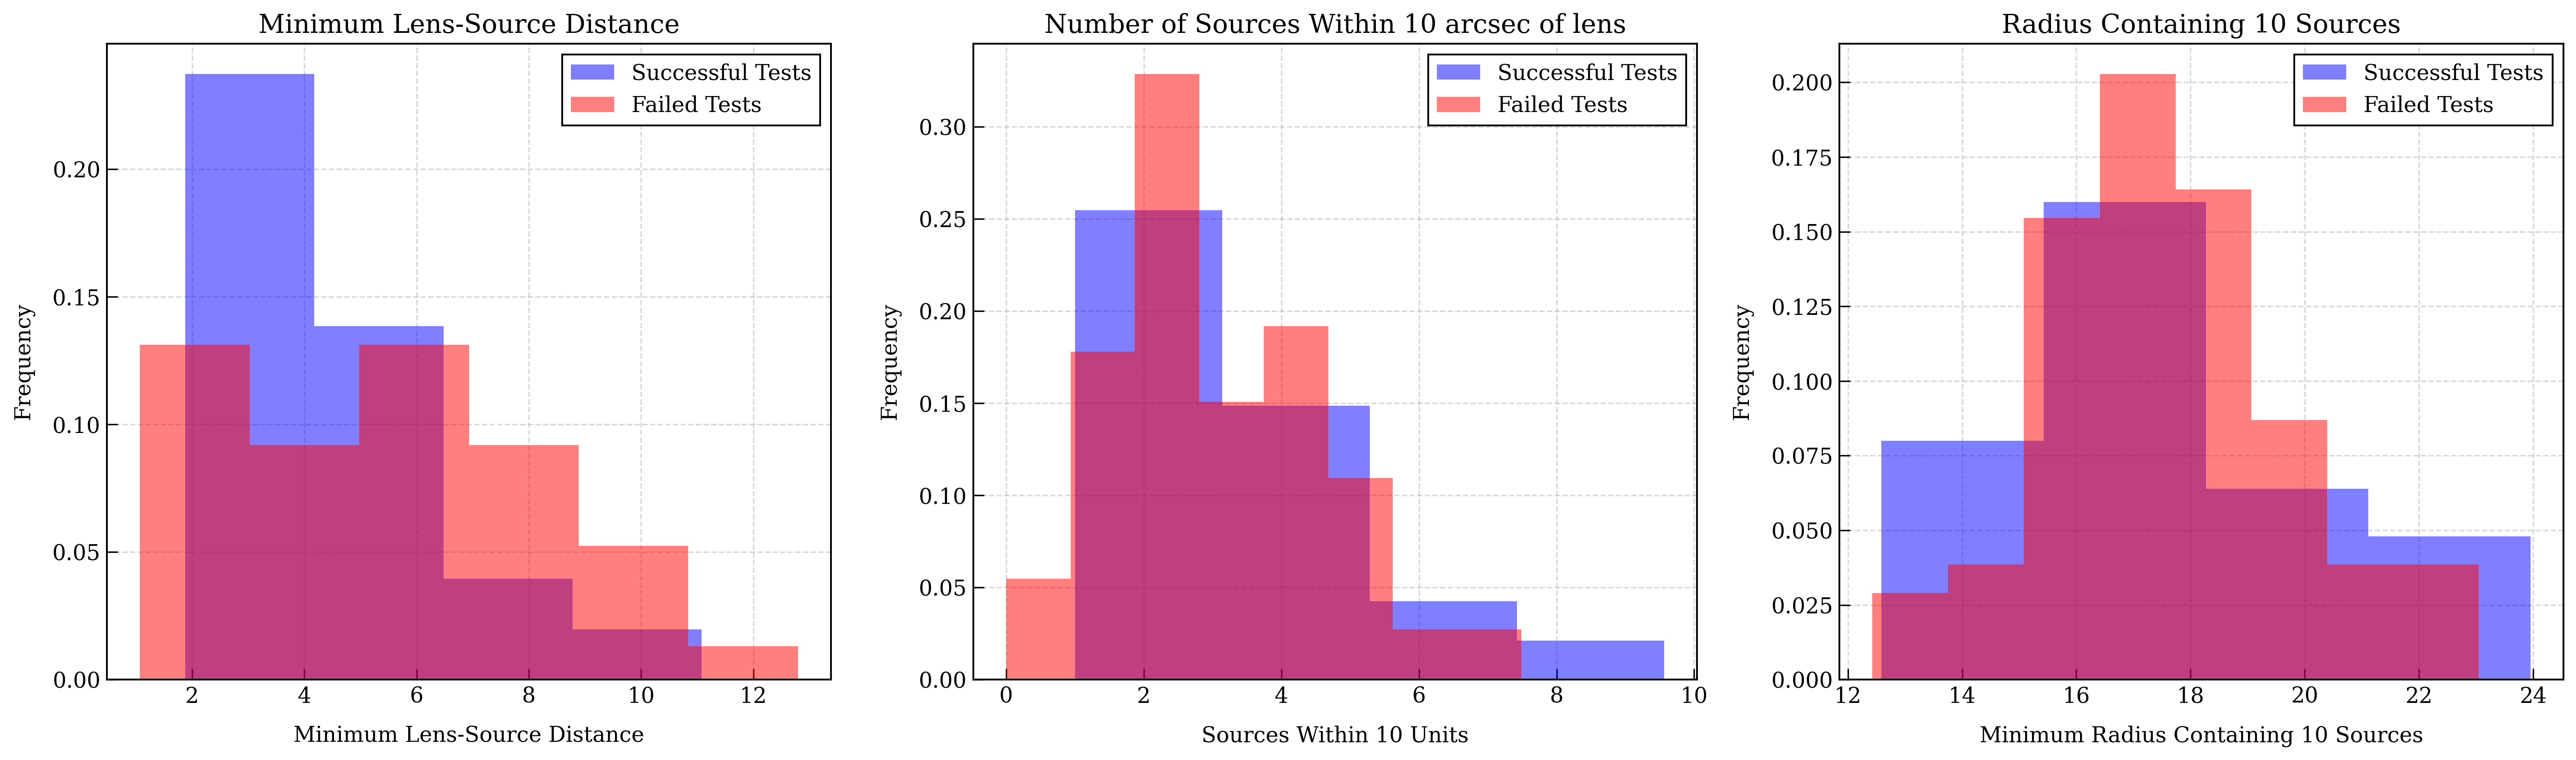 Minimum Lens-Source Distance
Successful Tests
Failed Tests
Frequency
0.20
0.15
0.10
0.05
0.00
2 4 6 8 10 12
Minimum Lens-Source Distance
Number of Sources Within 10 arcsec of lens
Successful Tests
Failed Tests
Frequency
0.30
0.25
0.20
0.15
0.10
0.05
0.00
0 2 4 6 8 10
Sources Within 10 Units
Radius Containing 10 Sources
Successful Tests
Failed Tests
Frequency
0.200
0.175
0.150
0.125
0.100
0.075
0.050
0.025
0.000
12 14 16 18 20 22 24
Minimum Radius Containing 10 Sources